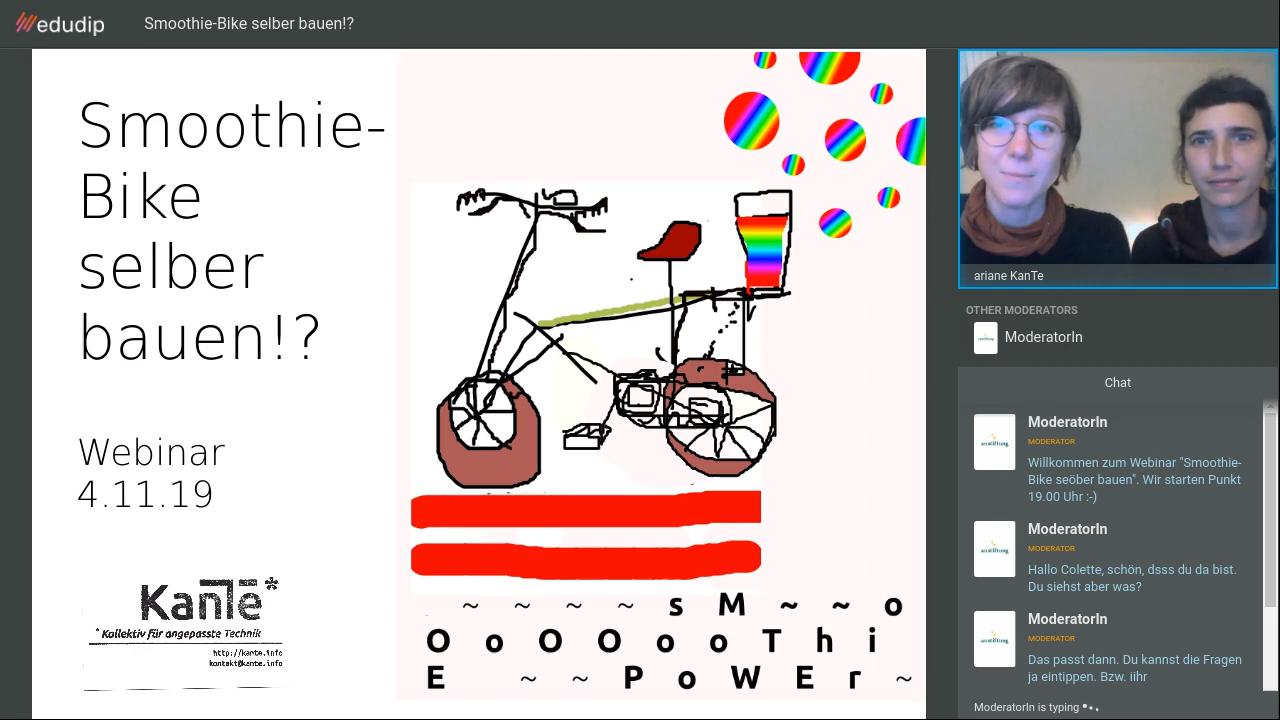 edudip
Smoothie-Bike selber bauen!?
Smoothie-
Bike
selber
bauen!?
Webinar
4.11.19
KanTe*
* Kollektiv für angepasste Technik
http://kante.info
kontakt@kante.info
~ ~ ~ ~ s M ~ ~ o
O o O O o o T h i
E ~ ~ P o W E r ~
ariane KanTe
OTHER MODERATORS
ModeratorIn
Chat
ModeratorIn
MODERATOR
Willkommen zum Webinar "Smoothie-
Bike seöber bauen". Wir starten Punkt
19.00 Uhr :-)
ModeratorIn
MODERATOR
Hallo Colette, schön, dsss du da bist.
Du siehst aber was?
ModeratorIn
MODERATOR
Das passt dann. Du kannst die Fragen
ja eintippen. Bzw. iihr
ModeratorIn is typing
anstiftung
anstiftung
anstiftung